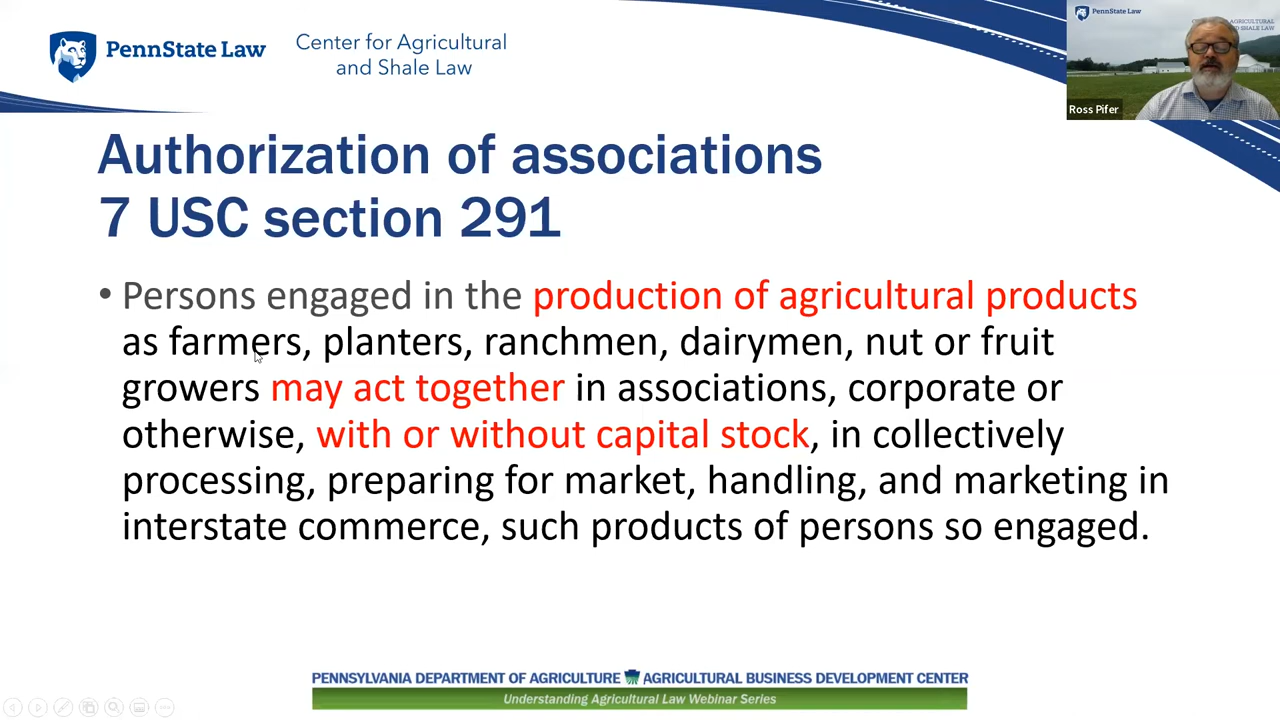 PennState Law
Center for Agricultural
and Shale Law
PennState Law
Ross Pifer
Authorization of associations
7 USC section 291
• Persons engaged in the production of agricultural products
as farmers, planters, ranchmen, dairymen, nut or fruit
growers may act together in associations, corporate or
otherwise, with or without capital stock, in collectively
processing, preparing for market, handling, and marketing in
interstate commerce, such products of persons so engaged.
PENNSYLVANIA DEPARTMENT OF AGRICULTURE AGRICULTURAL BUSINESS DEVELOPMENT CENTER
Understanding Agricultural Law Webinar Series